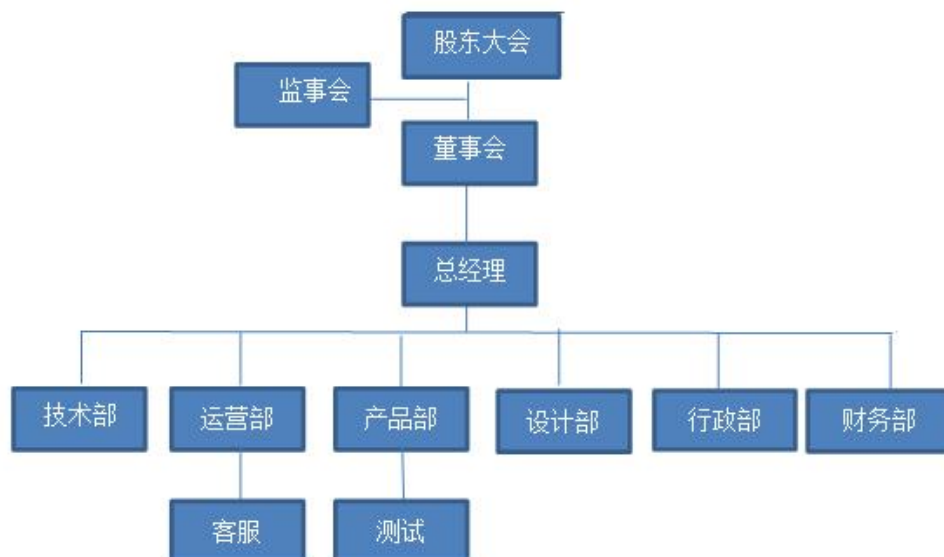 股东大会
监事会
董事会
总经理
技术部
运营部
产品部
设计部
行政部
财务部
客服
测试